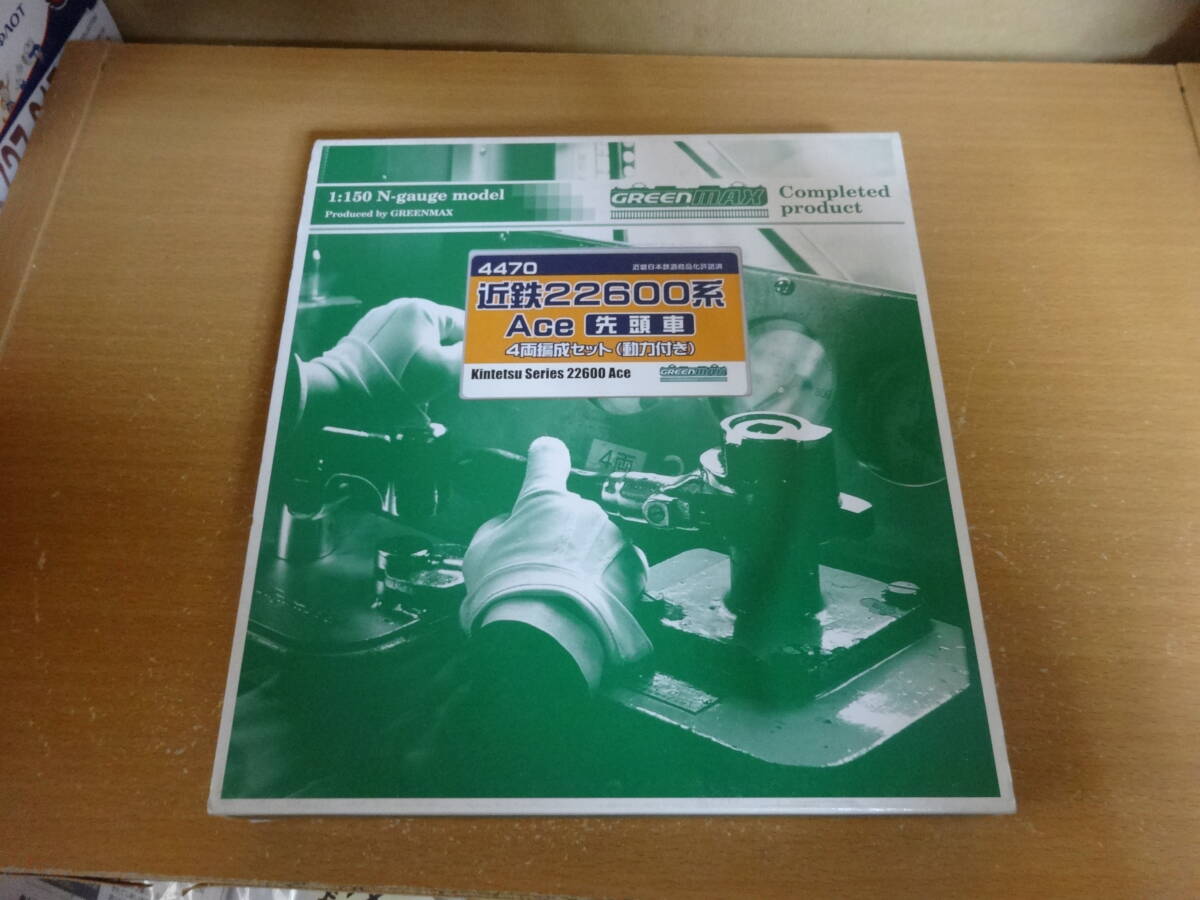 1:150 N-gauge model
Produced by GREENMAX
GREENMAX
Completed
product
4470
近畿日本鉄道商品化許諾済
近鉄22600系
Ace 先頭車
4両編成セット(動力付き)
Kintetsu Series 22600 Ace
GREENMAX
4両